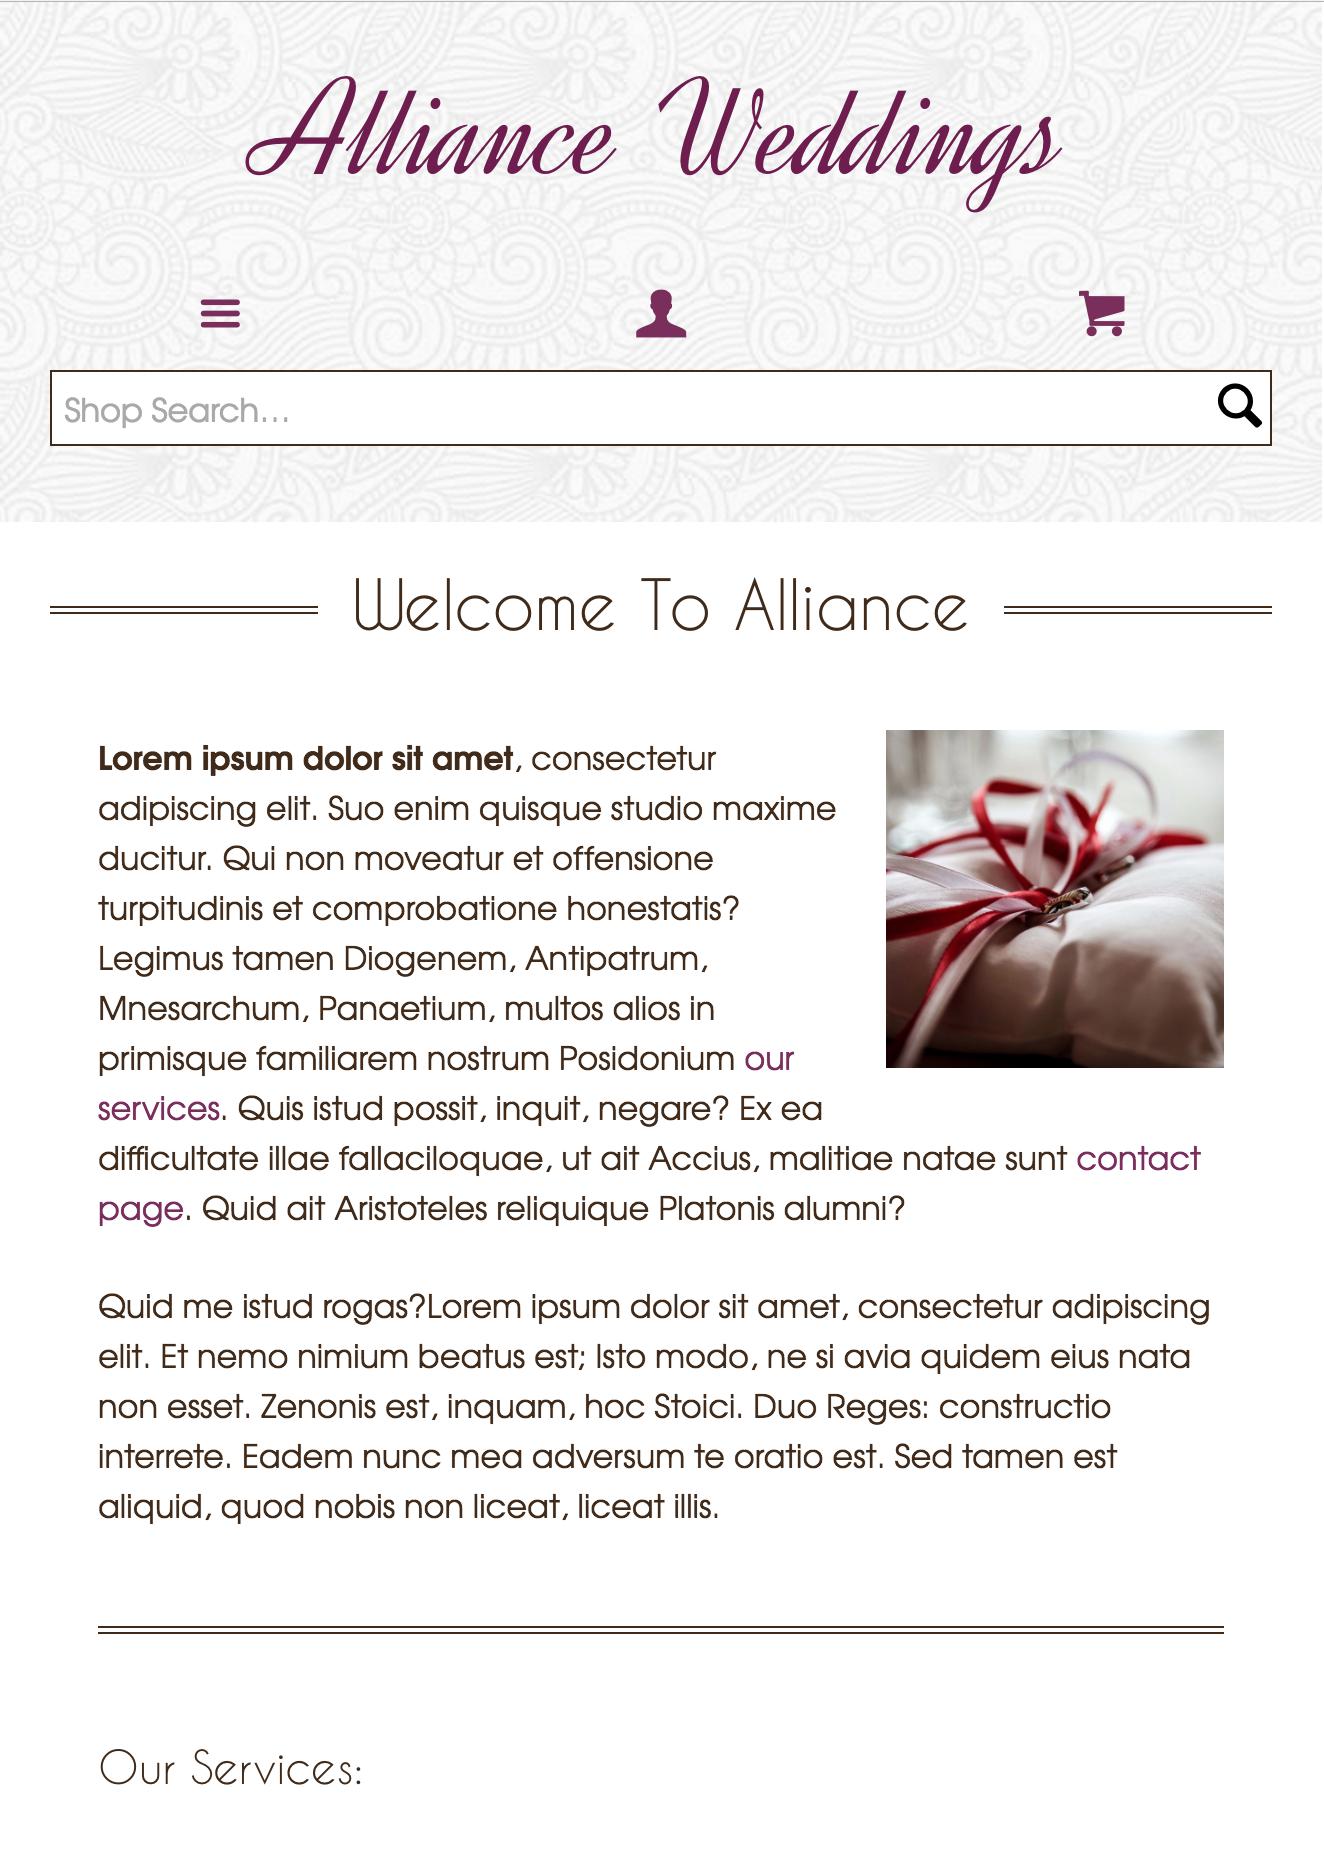 Alliance Weddings
Shop Search...
Welcome To Alliance
Lorem ipsum dolor sit amet, consectetur
adipiscing elit. Suo enim quisque studio maxime
ducitur. Qui non moveatur et offensione
turpitudinis et comprobatione honestatis?
Legimus tamen Diogenem, Antipatrum,
Mnesarchum, Panaetium, multos alios in
primisque familiarem nostrum Posidonium our
services. Quis istud possit, inquit, negare? Ex ea
difficultate illae fallaciloquae, ut ait Accius, malitiae natae sunt contact
page. Quid ait Aristoteles reliquique Platonis alumni?
Quid me istud rogas?Lorem ipsum dolor sit amet, consectetur adipiscing
elit. Et nemo nimium beatus est; Isto modo, ne si avia quidem eius nata
non esset. Zenonis est, inquam, hoc Stoici. Duo Reges: constructio
interrete. Eadem nunc mea adversum te oratio est. Sed tamen est
aliquid, quod nobis non liceat, liceat illis.
Our Services: